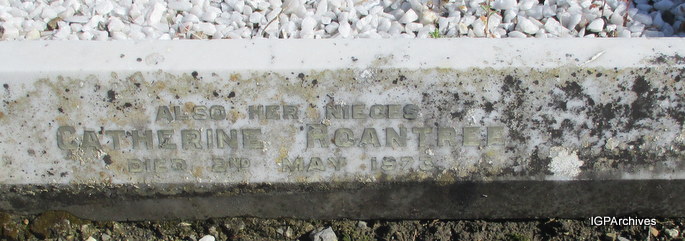 ALSO HER NIECES
CATHERINE
DIED 2ND MAY
IGPArchives